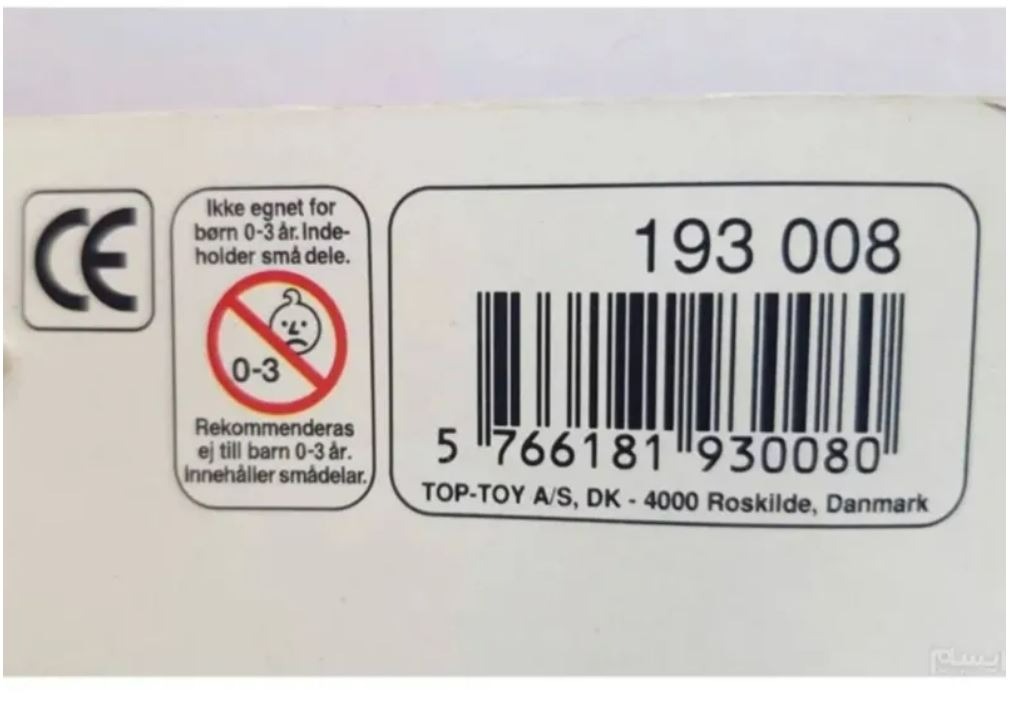 CE
Ikke egnet for
børn 0-3 år. Inde-
holder små dele.
0-3
Rekommenderas
ej till barn 0-3 år.
Innehåller smådelar.
193 008
5 766181 930080
TOP-TOY A/S, DK - 4000 Roskilde, Danmark